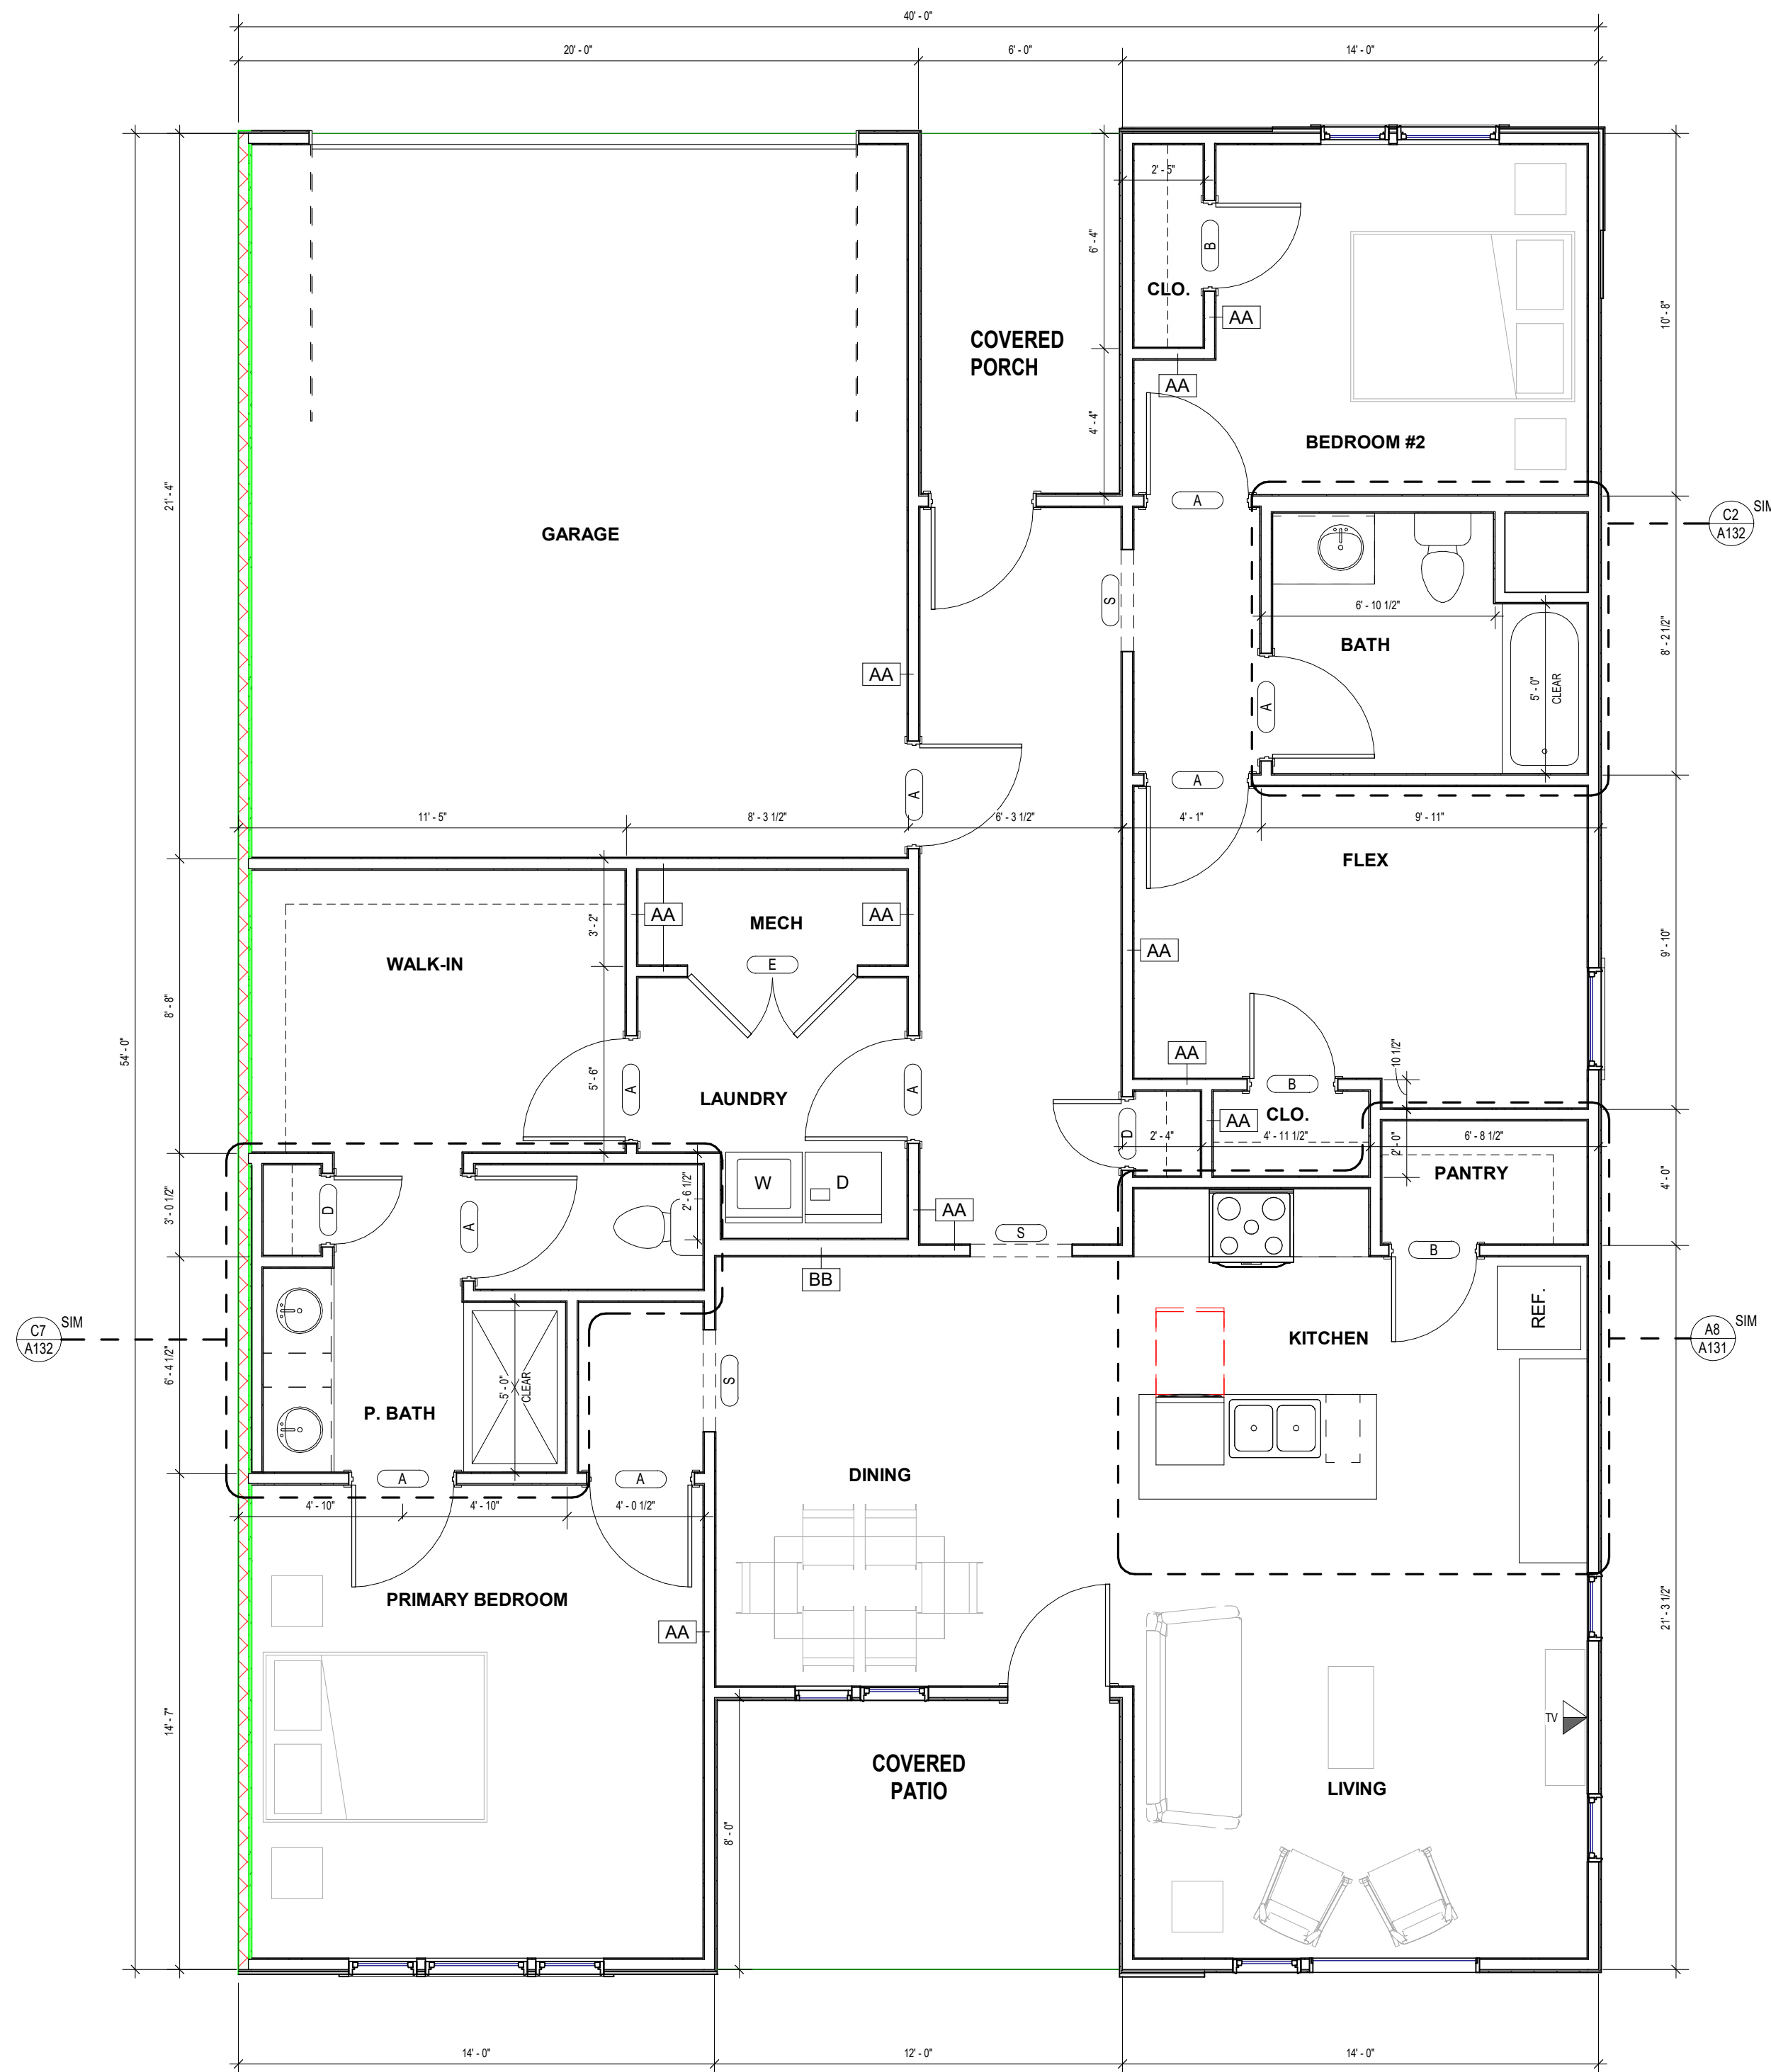 40' - 0"
20' - 0"
6' - 0"
14' - 0"
2' - 5"
B
6' - 4"
CLO.
AA
10' - 8"
COVERED
PORCH
AA
4' - 4"
BEDROOM #2
21' - 4"
A
C2
A132
SIM
GARAGE
S
6' - 10 1/2"
BATH
8' - 2 1/2"
AA
5' - 0"
CLEAR
A
A
A
11' - 5"
8' - 3 1/2"
6' - 3 1/2"
4' - 1"
9' - 11"
FLEX
3' - 2"
AA
MECH
AA
AA
9' - 10"
WALK-IN
E
8' - 8"
54' - 0"
AA
10 1/2"
5' - 6"
A
LAUNDRY
A
B
CLO.
AA
D
2' - 4"
4' - 11 1/2"
2' - 0"
6' - 8 1/2"
PANTRY
4' - 0"
3' - 0 1/2"
D
A
2' - 6 1/2"
W
D
AA
S
B
BB
REF.
C7
A132
SIM
KITCHEN
A8
A131
SIM
6' - 4 1/2"
5' - 0"
CLEAR
S
P. BATH
DINING
A
A
4' - 10"
4' - 10"
4' - 0 1/2"
PRIMARY BEDROOM
AA
21' - 3 1/2"
14' - 7"
TV
COVERED
PATIO
LIVING
8' - 0"
14' - 0"
12' - 0"
14' - 0"